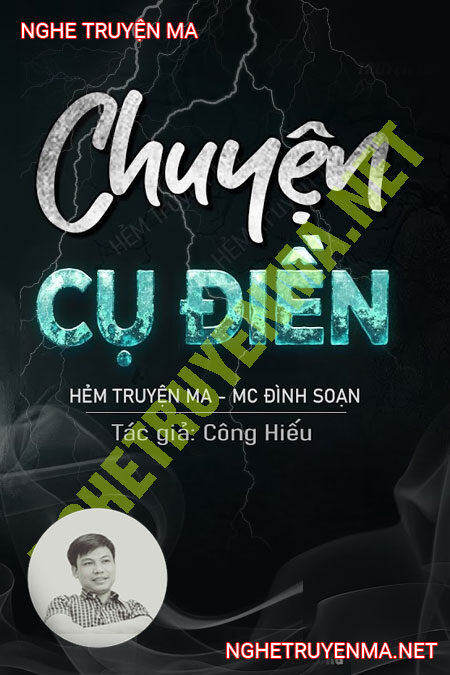 NGHE TRUYỆN MA
Chuyện
CỤ ĐIỀN
HẺM TRUYỆN MA - MC ĐÌNH SOẠN
Tác giả: Công Hiếu
NGHETRUYENMA.NET
NGHETRUYENMA.NET